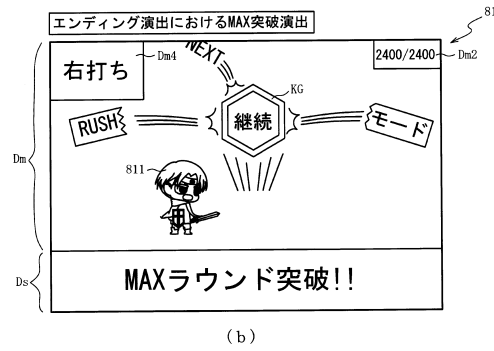 エンディング演出におけるMAX突破演出
81
右打ち
Dm4
NEXT
2400/2400
Dm2
KG
RUSH
継続
モード
Dm
811
Ds
MAXラウンド突破!!
(b)